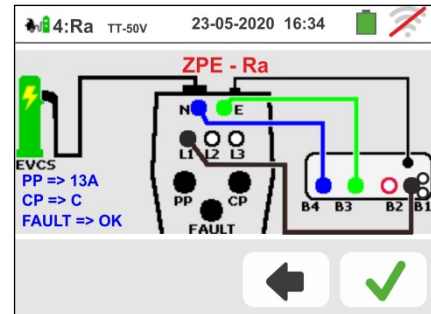 4:Ra TT-50V 23-05-2020 16:34
ZPE - Ra
N E
L1 L2 L3
EVCS
PP => 13A
CP => C
FAULT => OK
PP CP
FAULT
B4 B3 B2 B1